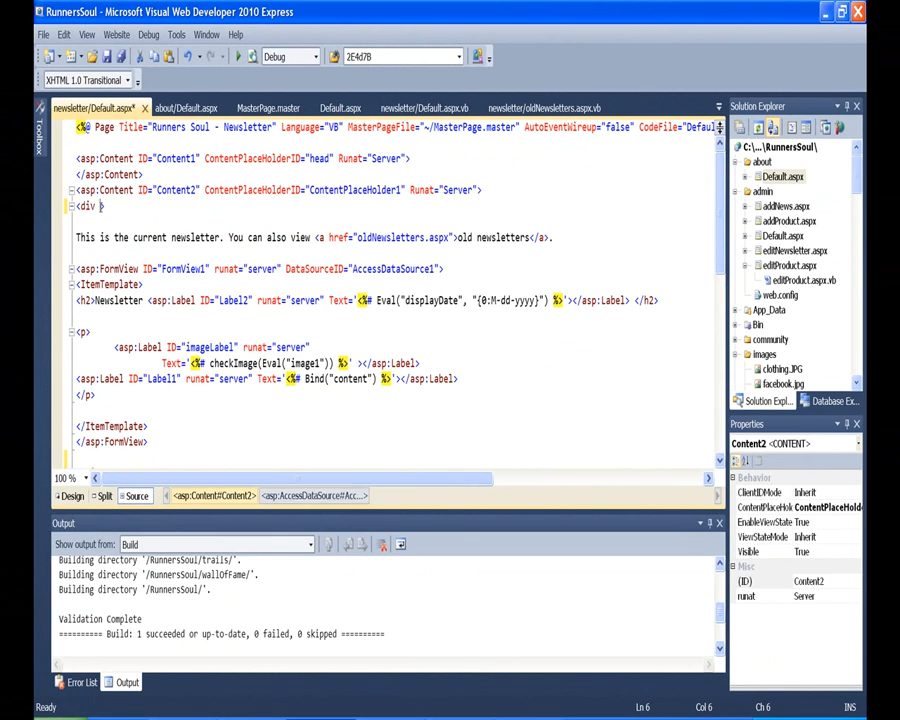 RunnersSoul - Microsoft Visual Web Developer 2010 Express
File Edit View Website Debug Tools Window Help
Debug 2E4d7B
XHTML 1.0 Transitional
newsletter/Default.aspx* about/Default.aspx MasterPage.master Default.aspx newsletter/Default.aspx.vb newsletter/oldNewsletters.aspx.vb
Toolbox
<%@ Page Title="Runners Soul - Newsletter" Language="VB" MasterPageFile="~/MasterPage.master" AutoEventWireup="false" CodeFile="Defau
<asp:Content ID="Content1" ContentPlaceHolderID="head" Runat="Server">
</asp:Content>
<asp:Content ID="Content2" ContentPlaceHolderID="ContentPlaceHolder1" Runat="Server">
<div >
This is the current newsletter. You can also view <a href="oldNewsletters.aspx">old newsletters</a>.
<asp:FormView ID="FormView1" runat="server" DataSourceID="AccessDataSource1">
<ItemTemplate>
<h2>Newsletter <asp:Label ID="Label2" runat="server" Text='<%# Eval("displayDate", "{0:M-dd-yyyy}") %>'></asp:Label> </h2>
<p>
<asp:Label ID="imageLabel" runat="server"
Text='<%# checkImage(Eval("image1")) %>' ></asp:Label>
<asp:Label ID="Label1" runat="server" Text='<%# Bind("content") %>'></asp:Label>
</p>
</ItemTemplate>
</asp:FormView>
100 %
Design Split Source <asp:Content#Content2> <asp:AccessDataSource#Acc...>
Output
Show output from: Build
Building directory '/RunnersSoul/trails/'.
Building directory '/RunnersSoul/wallOfFame/'.
Building directory '/RunnersSoul/'.
Validation Complete
========== Build: 1 succeeded or up-to-date, 0 failed, 0 skipped ==========
Error List Output
Ready Ln 6 Col 6 Ch 6 INS
Solution Explorer
C:\...\RunnersSoul\
about
Default.aspx
admin
addNews.aspx
addProduct.aspx
Default.aspx
editNewsletter.aspx
editProduct.aspx
editProduct.aspx.vb
web.config
App_Data
Bin
community
images
clothing.JPG
facebook.jpg
Solution Expl... Database Ex...
Properties
Content2 <CONTENT>
Behavior
ClientIDMode Inherit
ContentPlaceHok ContentPlaceHold
EnableViewState True
ViewStateMode Inherit
Visible True
Misc
(ID) Content2
runat Server